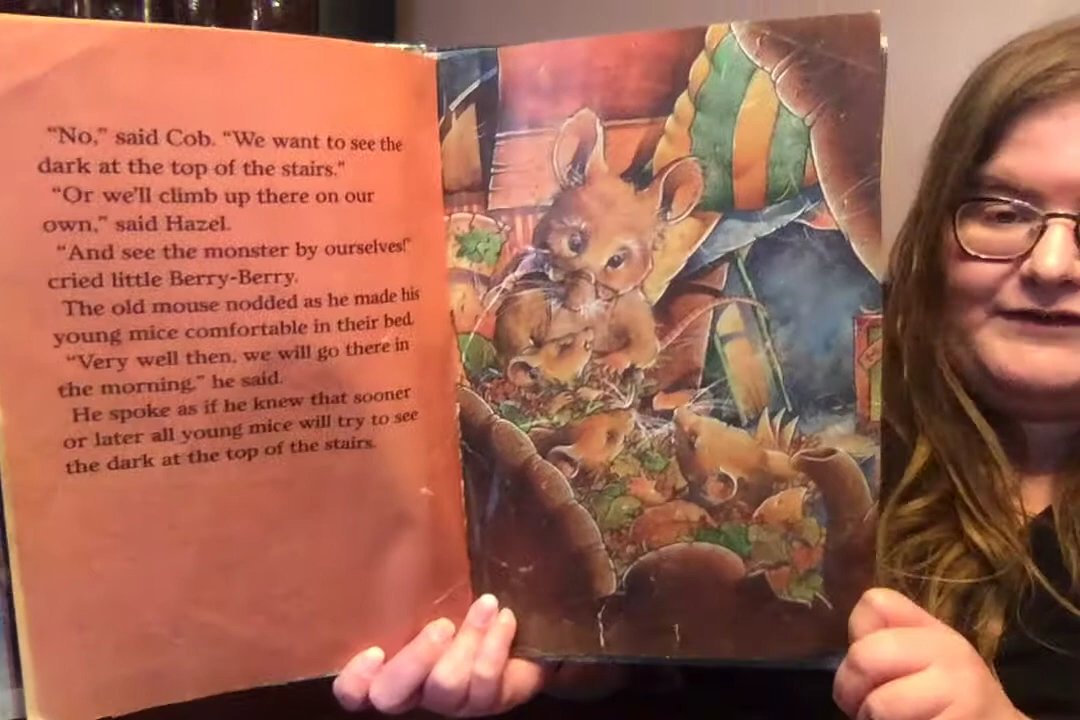 "No," said Cob. "We want to see the
dark at the top of the stairs."
"Or we'll climb up there on our
own," said Hazel.
"And see the monster by ourselves!"
cried little Berry-Berry.
The old mouse nodded as he made his
young mice comfortable in their bed.
"Very well then, we will go there in
the morning," he said.
He spoke as if he knew that sooner
or later all young mice will try to see
the dark at the top of the stairs.